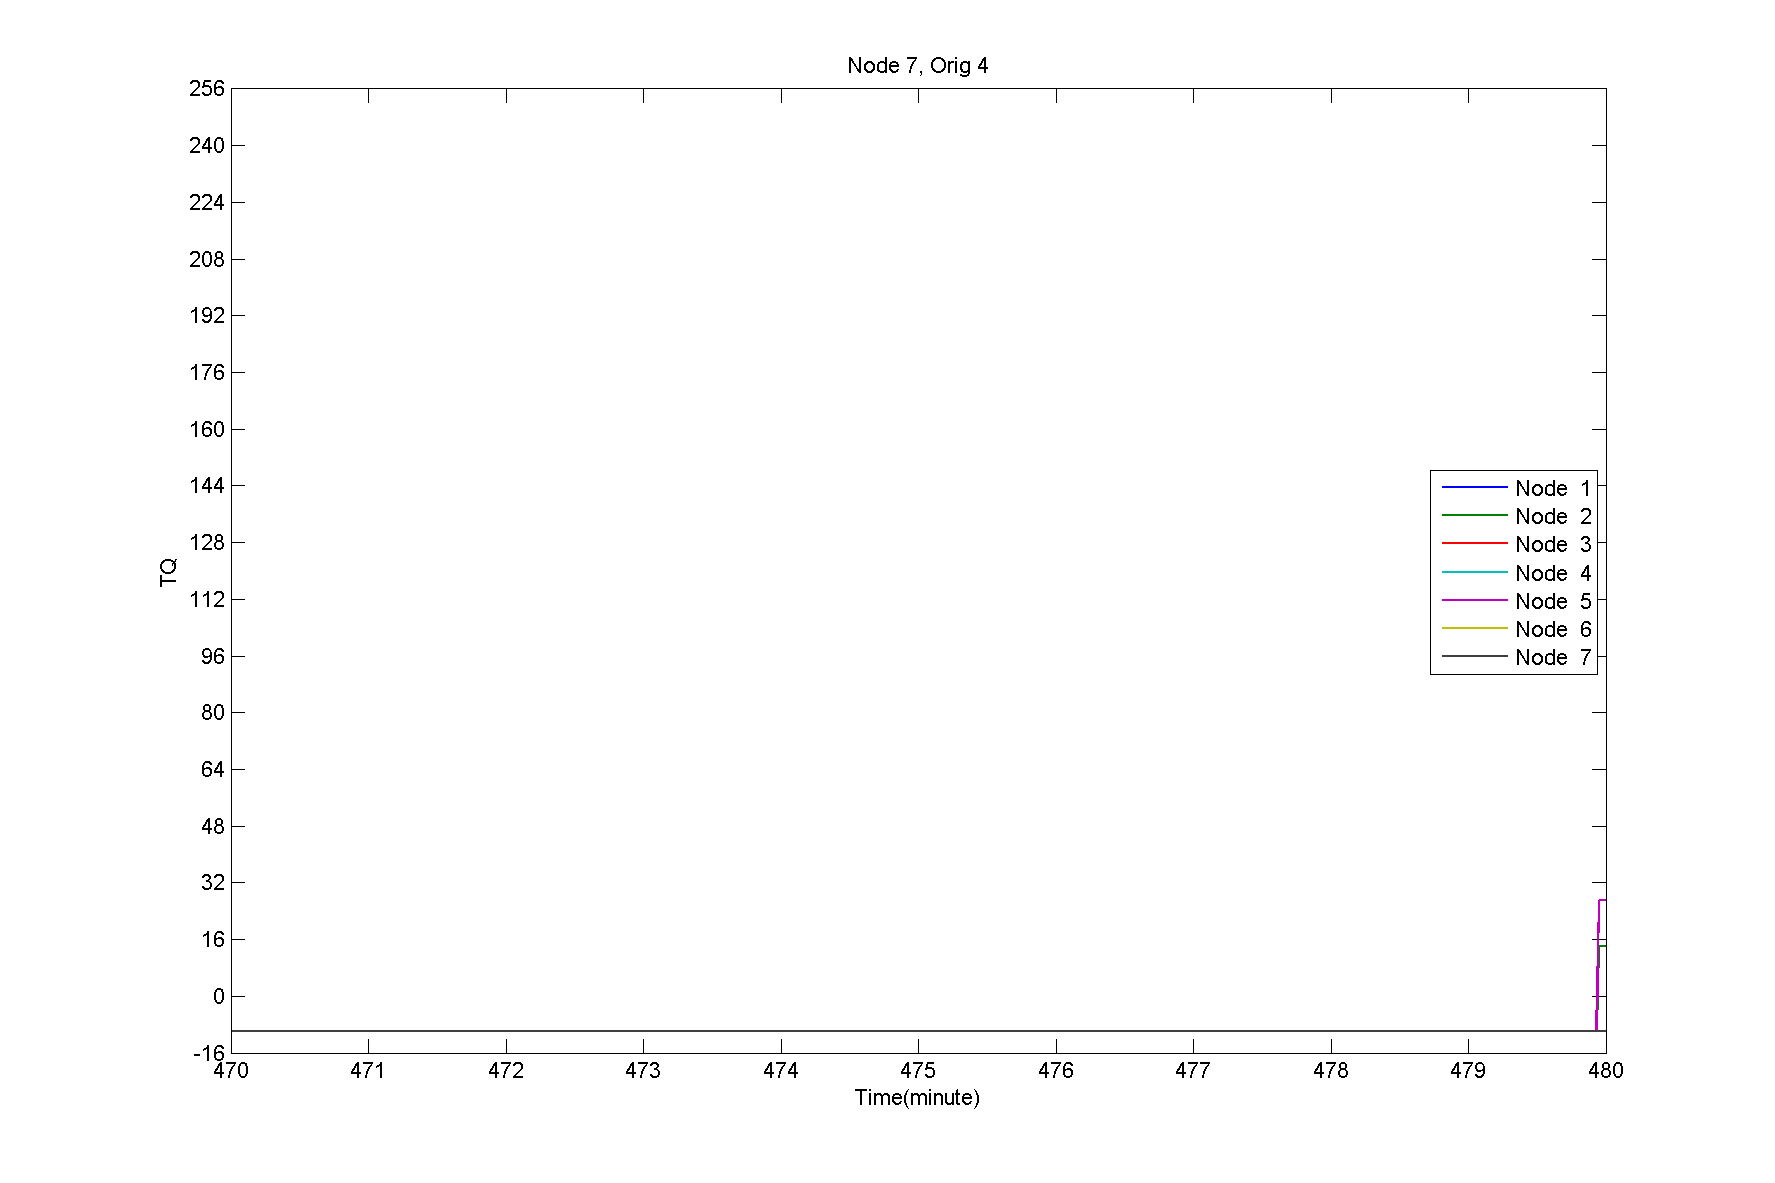 Node 7, Orig 4
256
240
224
208
192
176
160
144
128
112
96
80
64
48
32
16
0
-16
TQ
Node 1
Node 2
Node 3
Node 4
Node 5
Node 6
Node 7
470 471 472 473 474 475 476 477 478 479 480
Time(minute)